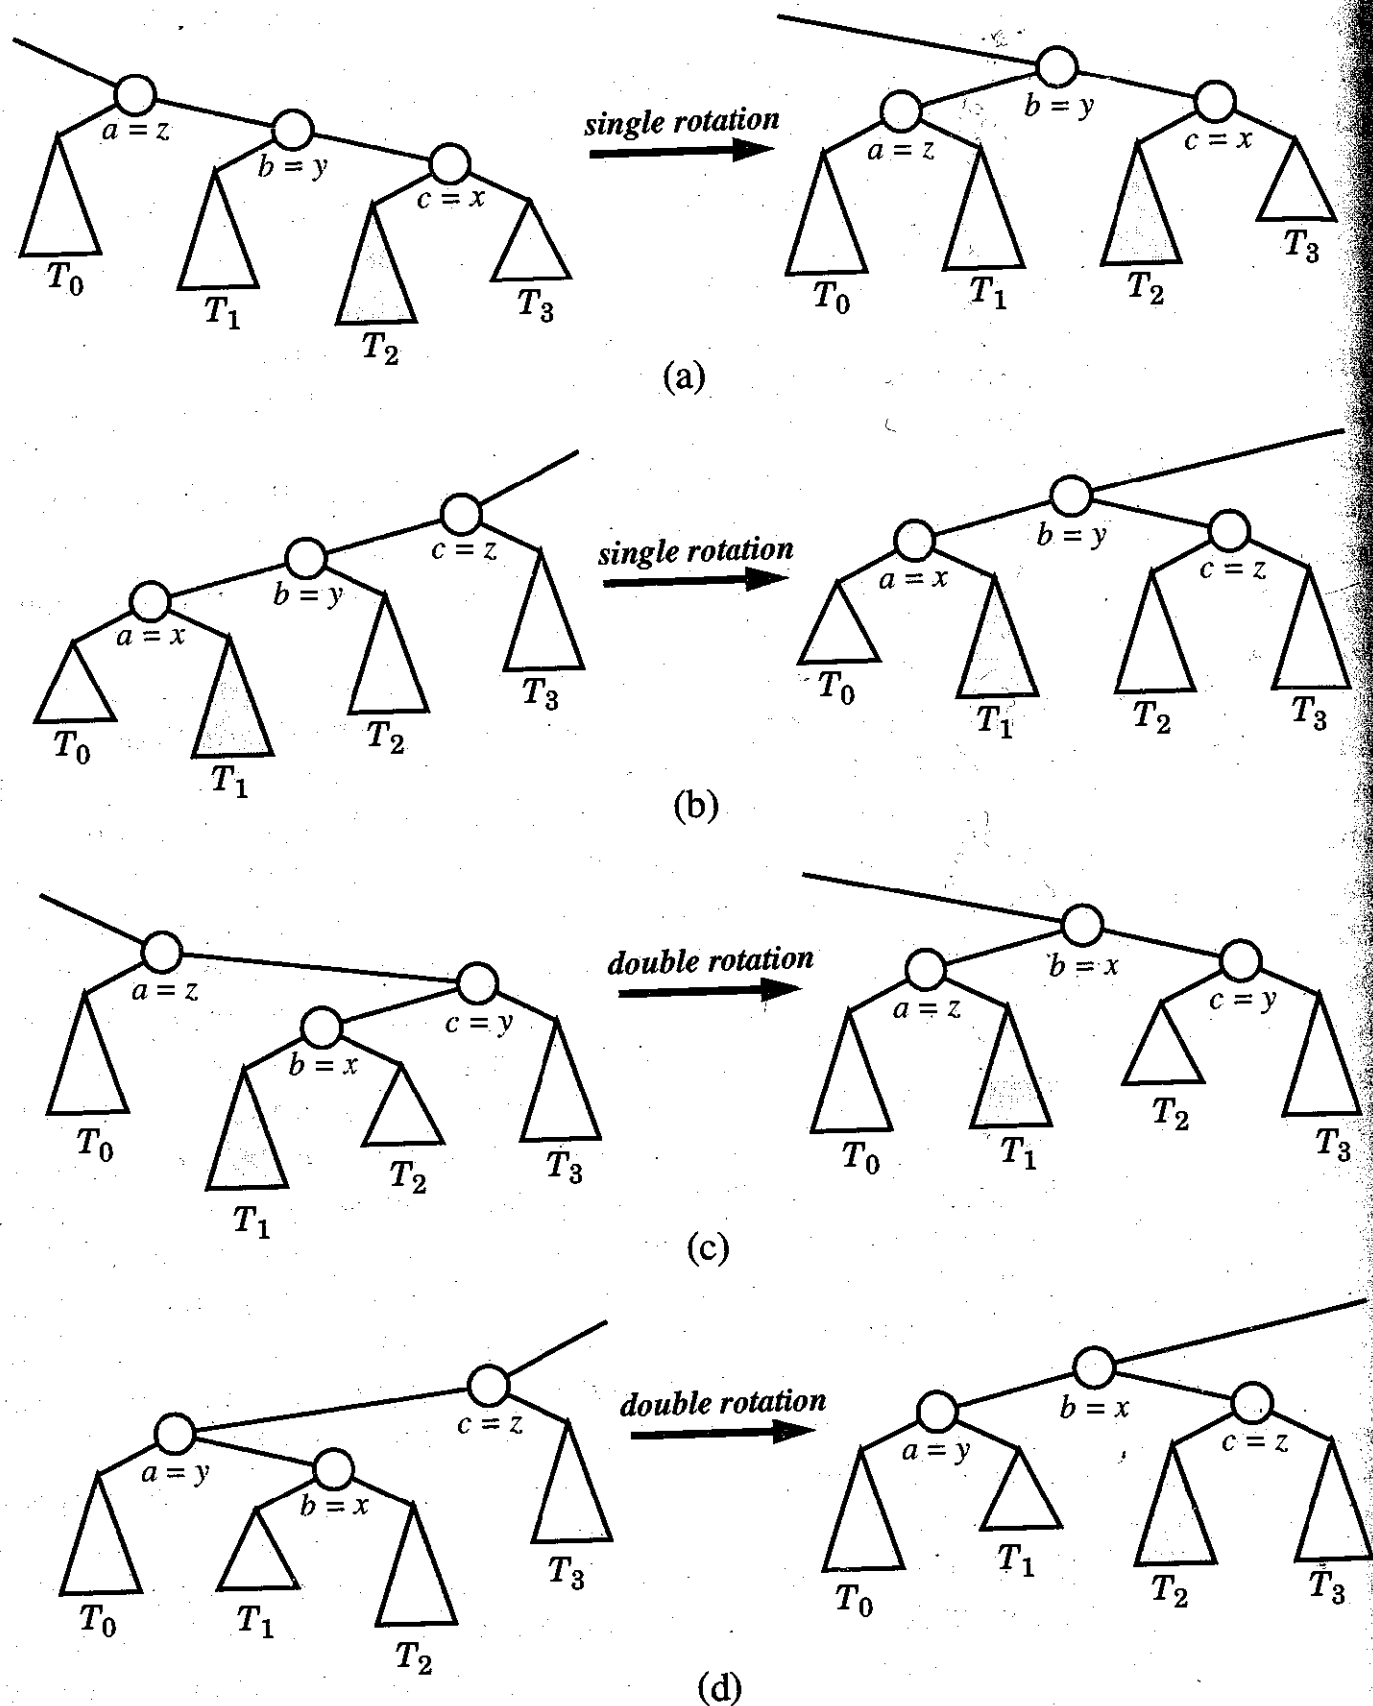 a = z
b = y
c = x
T0
T1
T2
T3
single rotation
b = y
a = z
c = x
T0
T1
T2
T3
(a)
c = z
b = y
a = x
T0
T1
T2
T3
single rotation
b = y
a = x
c = z
T0
T1
T2
T3
(b)
a = z
c = y
b = x
T0
T1
T2
T3
double rotation
b = x
a = z
c = y
T0
T1
T2
T3
(c)
c = z
a = y
b = x
T0
T1
T2
T3
double rotation
b = x
a = y
c = z
T0
T1
T2
T3
(d)